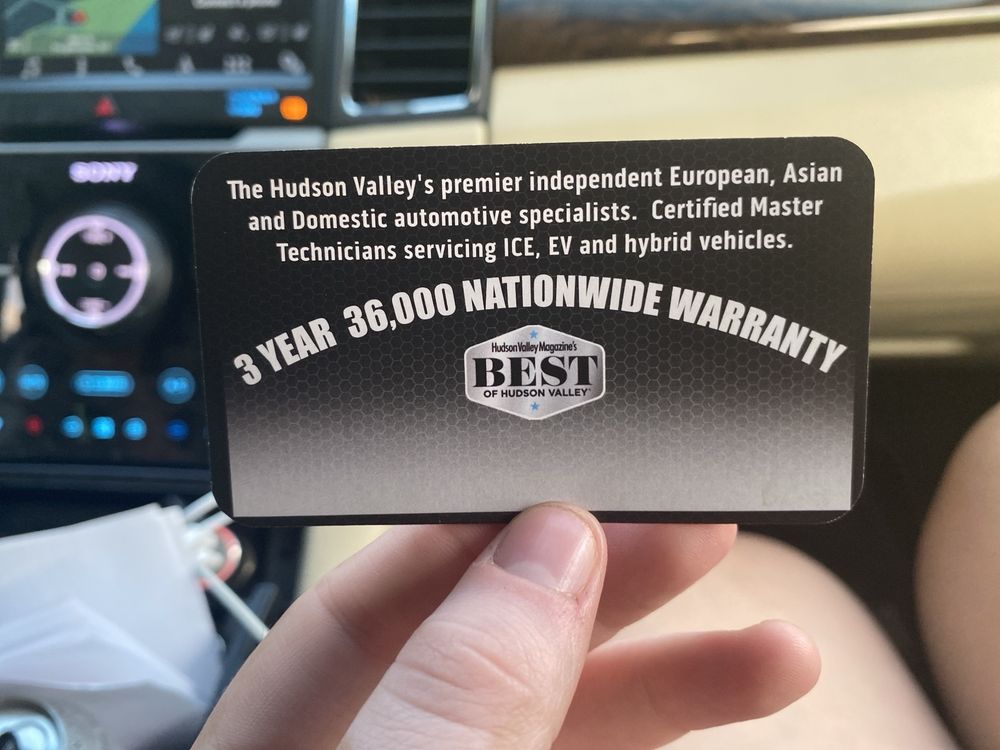 SONY
The Hudson Valley's premier independent European, Asian
and Domestic automotive specialists. Certified Master
Technicians servicing ICE, EV and hybrid vehicles.
3 YEAR 36,000 NATIONWIDE WARRANTY
Hudson Valley Magazine's
BEST
OF HUDSON VALLEY